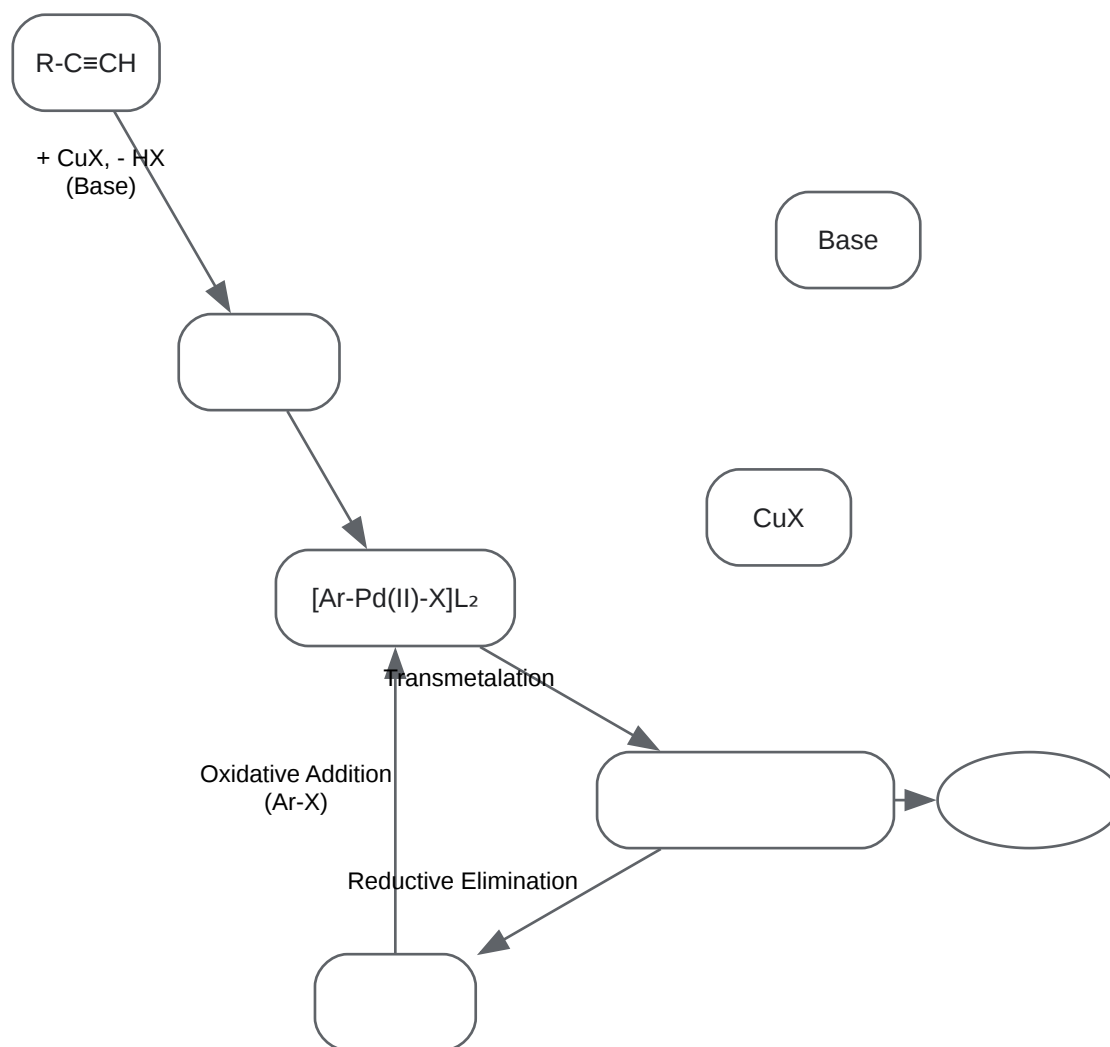 R-C≡CH
+ CuX, - HX
(Base)
Base
CuX
[Ar-Pd(II)-X]L₂
Transmetalation
Oxidative Addition
(Ar-X)
Reductive Elimination